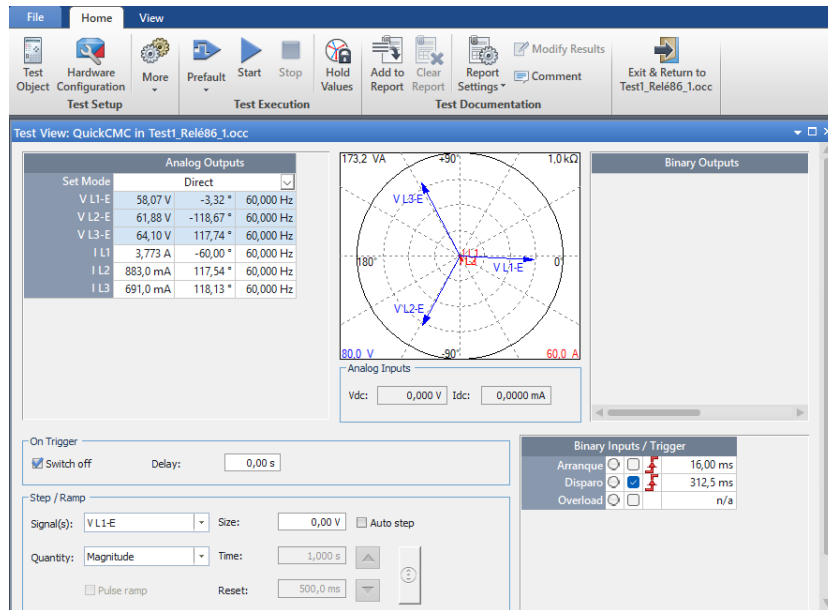 File Home View
Test Object
Hardware Configuration
More
Test Setup
Prefault
Start
Stop
Hold Values
Test Execution
Add to Report
Clear Report
Report Settings
Modify Results
Comment
Test Documentation
Exit & Return to Test1_Relé86_1.occ
Test View: QuickCMC in Test1_Relé86_1.occ
Analog Outputs
Set Mode Direct
V L1-E 58,07 V -3,32 ° 60,000 Hz
V L2-E 61,88 V -118,67 ° 60,000 Hz
V L3-E 64,10 V 117,74 ° 60,000 Hz
I L1 3,773 A -60,00 ° 60,000 Hz
I L2 883,0 mA 117,54 ° 60,000 Hz
I L3 691,0 mA 118,13 ° 60,000 Hz
173,2 VA +90° 1,0 kΩ
V L3-E
180° V L1-E 0°
V L2-E
80,0 V -90° 60,0 A
Analog Inputs
Vdc: 0,000 V Idc: 0,0000 mA
Binary Outputs
On Trigger
Switch off Delay: 0,00 s
Step / Ramp
Signal(s): V L1-E Size: 0,00 V Auto step
Quantity: Magnitude Time: 1,000 s
Pulse ramp Reset: 500,0 ms
Binary Inputs / Trigger
Arranque 16,00 ms
Disparo 312,5 ms
Overload n/a